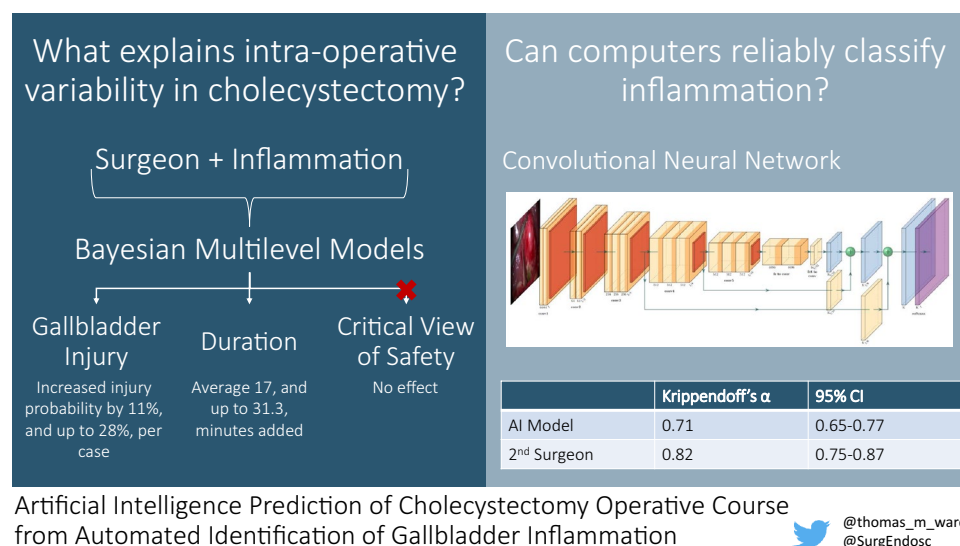 What explains intra-operative
variability in cholecystectomy?
Surgeon + Inflammation
Bayesian Multilevel Models
Gallbladder
Injury
Increased injury
probability by 11%,
and up to 28%, per
case
Duration
Average 17, and
up to 31.3,
minutes added
Critical View
of Safety
No effect
Can computers reliably classify
inflammation?
Convolutional Neural Network
Krippendoff's α 95% CI
AI Model 0.71 0.65-0.77
2nd Surgeon 0.82 0.75-0.87
Artificial Intelligence Prediction of Cholecystectomy Operative Course
from Automated Identification of Gallbladder Inflammation
@thomas_m_ward
@SurgEndosc